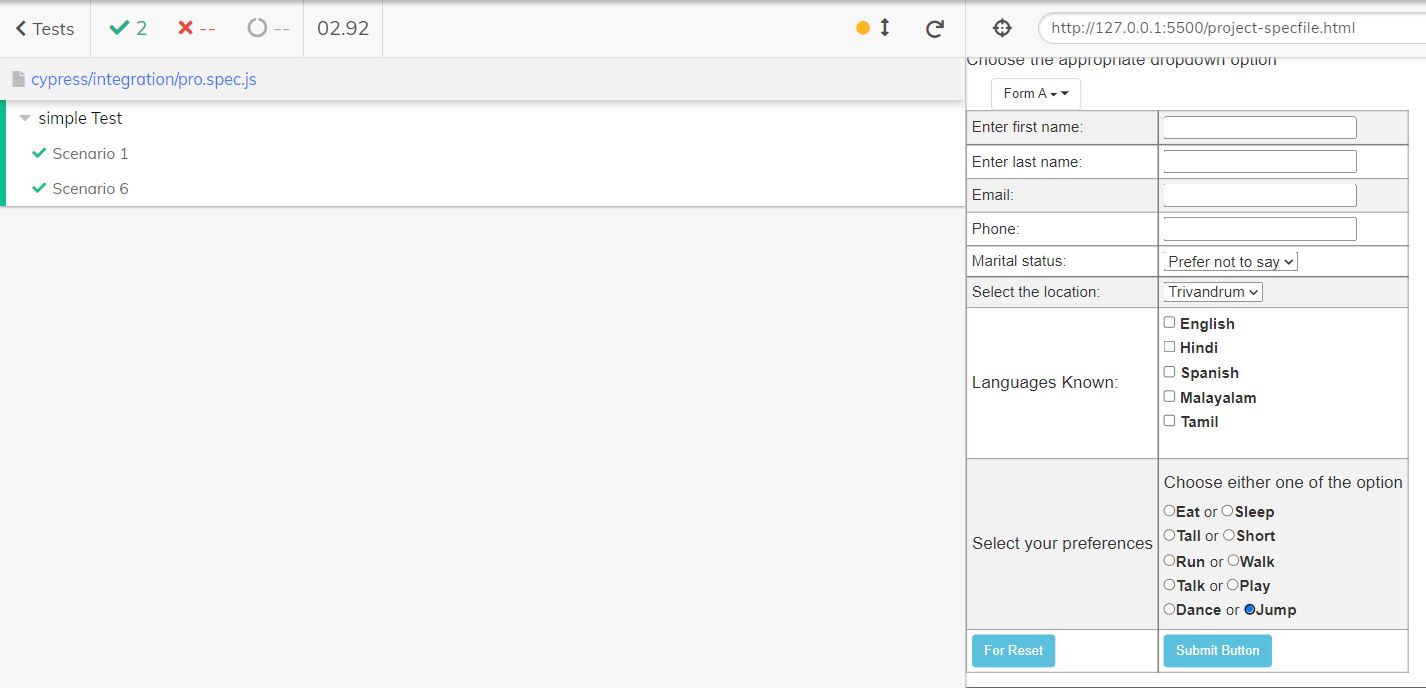 Tests 2 -- -- 02.92
http://127.0.0.1:5500/project-specfile.html
cypress/integration/pro.spec.js
simple Test
Scenario 1
Scenario 6
Choose the appropriate dropdown option
Form A
Enter first name:
Enter last name:
Email:
Phone:
Marital status: Prefer not to say
Select the location: Trivandrum
Languages Known:
English
Hindi
Spanish
Malayalam
Tamil
Select your preferences
Choose either one of the option
Eat or Sleep
Tall or Short
Run or Walk
Talk or Play
Dance or Jump
For Reset Submit Button